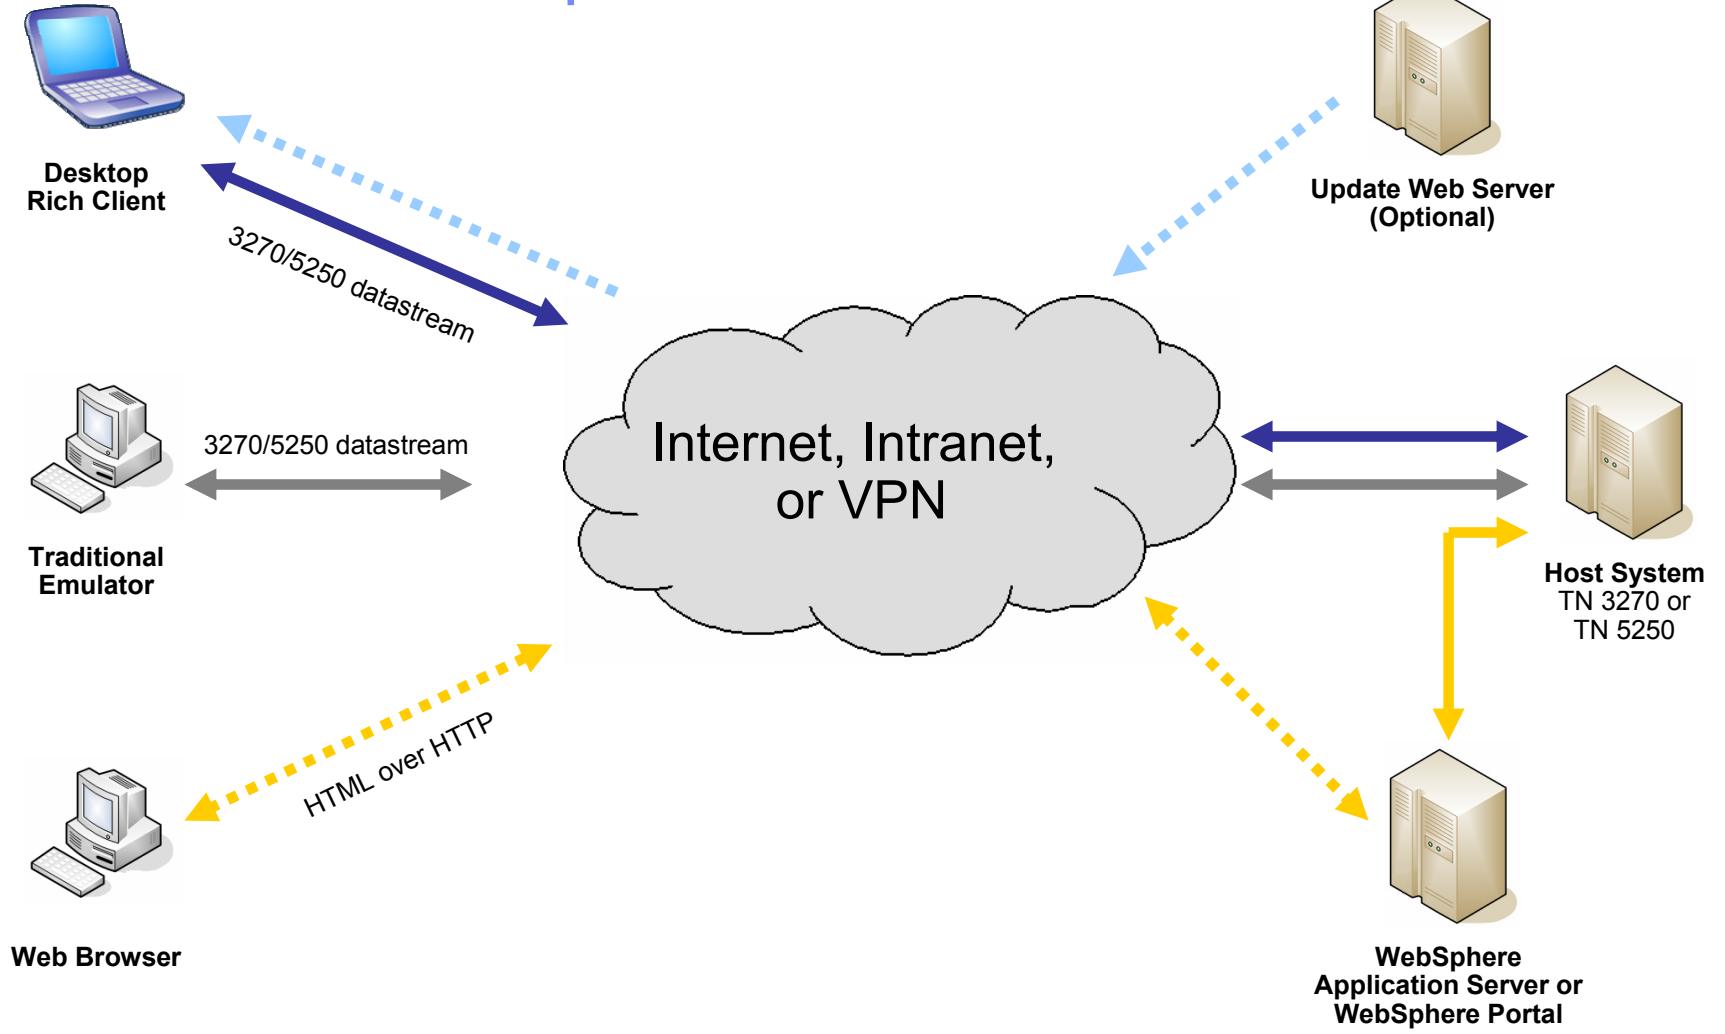 Desktop
Rich Client
Update Web Server
(Optional)
3270/5250 datastream
3270/5250 datastream
Internet, Intranet,
or VPN
Traditional
Emulator
Host System
TN 3270 or
TN 5250
HTML over HTTP
Web Browser
WebSphere
Application Server or
WebSphere Portal